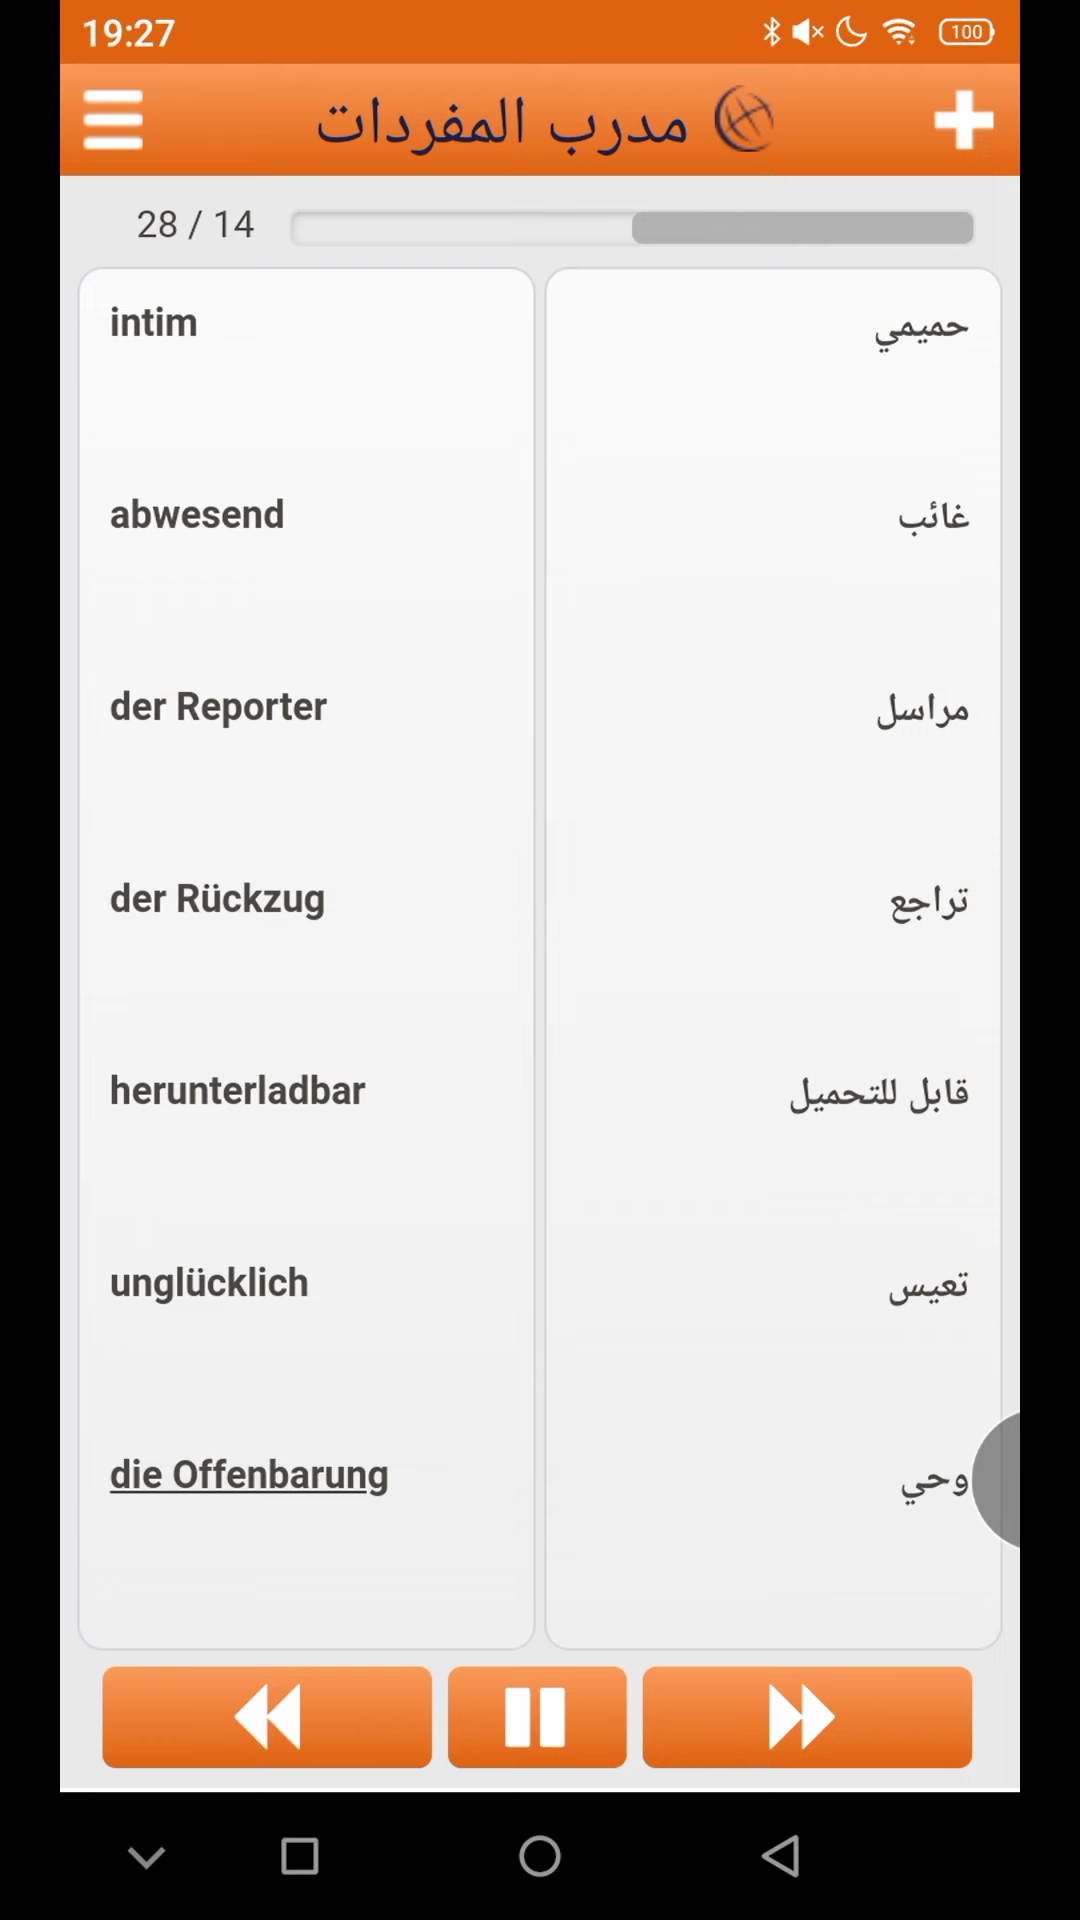 19:27
100
مدرب المفردات
28 / 14
intim
حميمي
abwesend
غائب
der Reporter
مراسل
der Rückzug
تراجع
herunterladbar
قابل للتحميل
unglücklich
تعيس
die Offenbarung
وحي